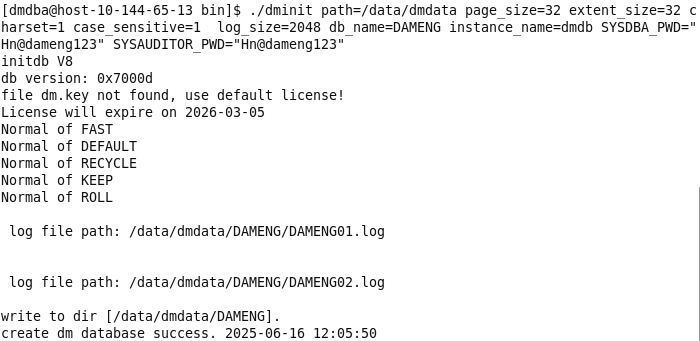 [dmdba@host-10-144-65-13 bin]$ ./dminit path=/data/dmdata page_size=32 extent_size=32 c
harset=1 case_sensitive=1  log_size=2048 db_name=DAMENG instance_name=dmdb SYSDBA_PWD="
Hn@dameng123" SYSAUDITOR_PWD="Hn@dameng123"
initdb V8
db version: 0x7000d
file dm.key not found, use default license!
License will expire on 2026-03-05
Normal of FAST
Normal of DEFAULT
Normal of RECYCLE
Normal of KEEP
Normal of ROLL
log file path: /data/dmdata/DAMENG/DAMENG01.log
log file path: /data/dmdata/DAMENG/DAMENG02.log
write to dir [/data/dmdata/DAMENG].
create dm database success. 2025-06-16 12:05:50